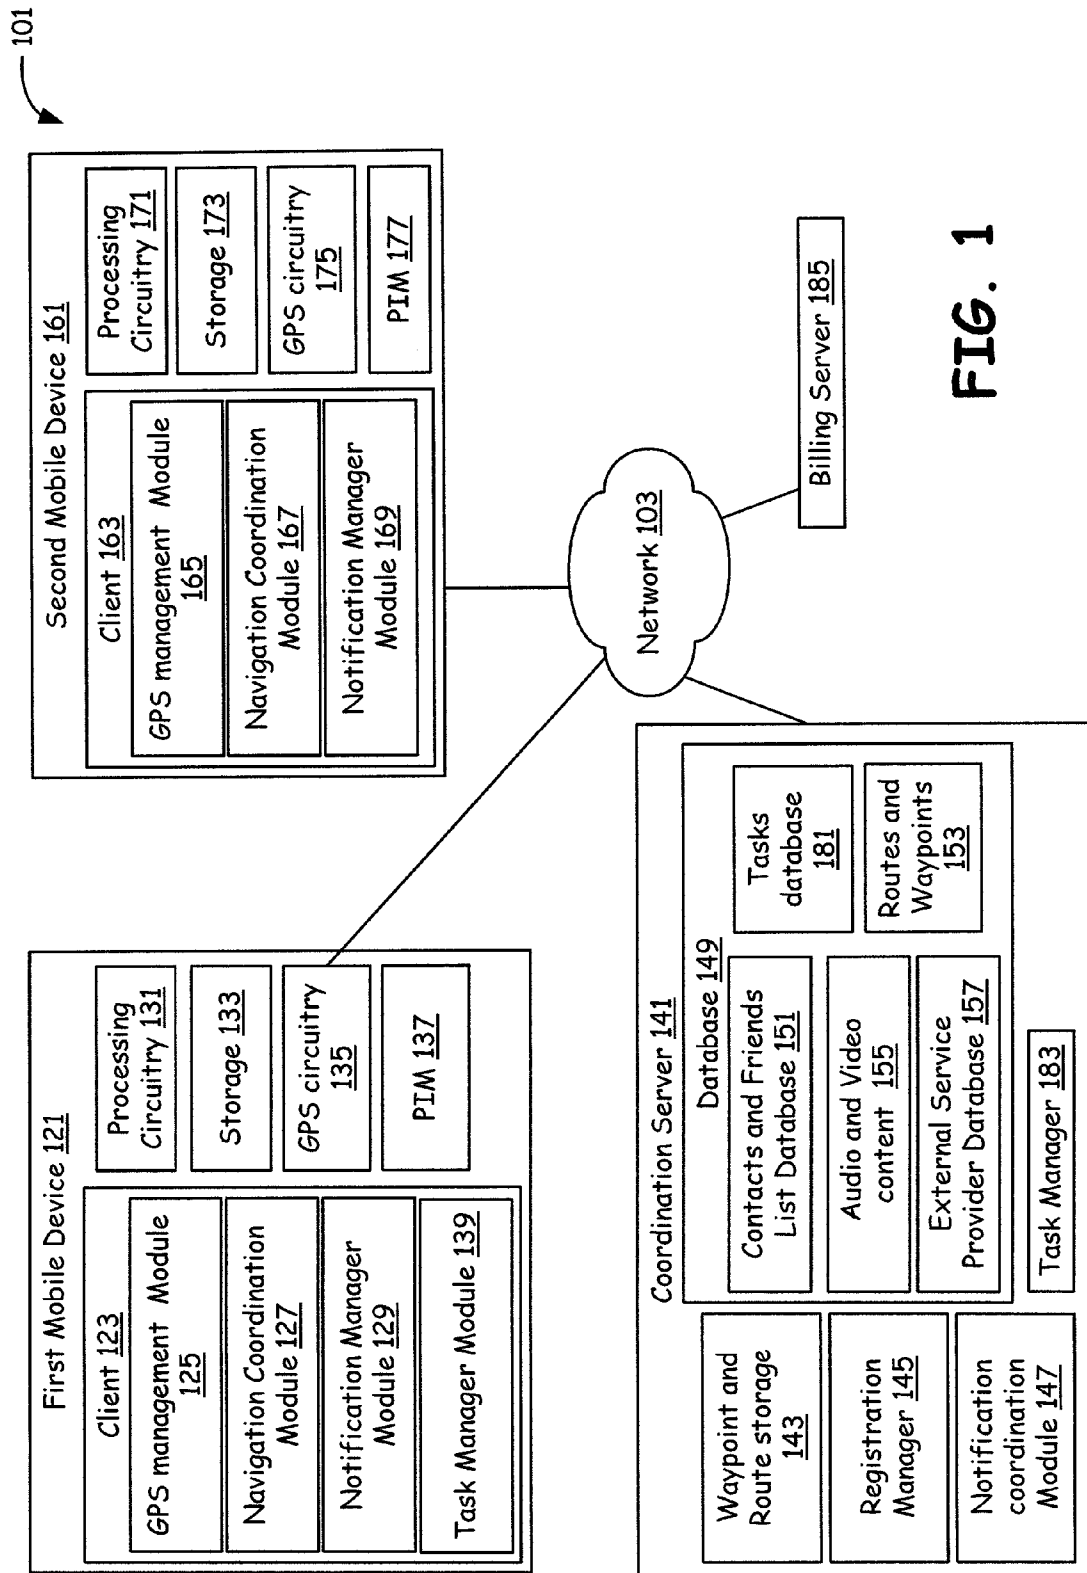 101
First Mobile Device 121
Client 123
GPS management Module
125
Navigation Coordination
Module 127
Notification Manager
Module 129
Task Manager Module 139
Processing
Circuitry 131
Storage 133
GPS circuitry
135
PIM 137
Second Mobile Device 161
Client 163
GPS management Module
165
Navigation Coordination
Module 167
Notification Manager
Module 169
Processing
Circuitry 171
Storage 173
GPS circuitry
175
PIM 177
Network 103
Billing Server 185
Coordination Server 141
Waypoint and
Route storage
143
Registration
Manager 145
Notification
coordination
Module 147
Database 149
Contacts and Friends
List Database 151
Audio and Video
content 155
External Service
Provider Database 157
Tasks
database
181
Routes and
Waypoints
153
Task Manager 183
FIG. 1